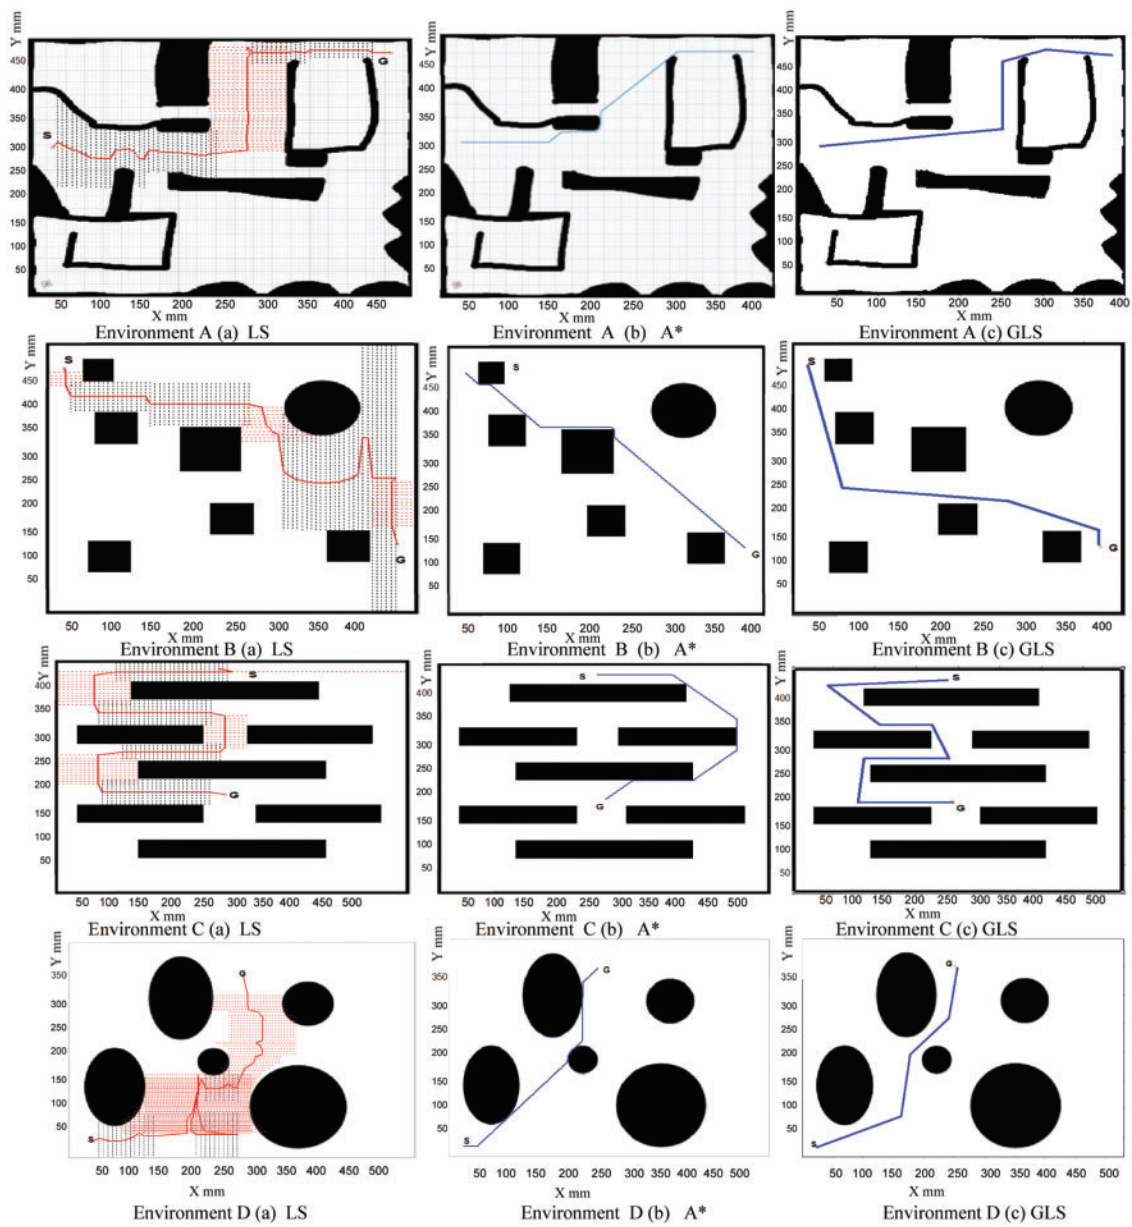 Y mm
450
400
350
300
250
200
150
100
50
S
G
50 100 150 200 250 300 350 400 450
X mm
Environment A (a) LS
Y mm
450
400
350
300
250
200
150
100
50
50 100 150 200 250 300 350 400
X mm
Environment A (b) A*
Y mm
450
400
350
300
250
200
150
100
50
50 100 150 200 250 300 350 400
X mm
Environment A (c) GLS
Y mm
450
400
350
300
250
200
150
100
50
S
G
50 100 150 200 250 300 350 400
X mm
Environment B (a) LS
Y mm
450
400
350
300
250
200
150
100
50
S
G
50 100 150 200 250 300 350 400
X mm
Environment B (b) A*
Y mm
450
400
350
300
250
200
150
100
50
S
G
50 100 150 200 250 300 350 400
X mm
Environment B (c) GLS
Y mm
400
350
300
250
200
150
100
50
S
G
50 100 150 200 250 300 350 400 450 500
X mm
Environment C (a) LS
Y mm
400
350
300
250
200
150
100
50
S
G
50 100 150 200 250 300 350 400 450 500
X mm
Environment C (b) A*
Y mm
400
350
300
250
200
150
100
50
S
G
50 100 150 200 250 300 350 400 450 500
X mm
Environment C (c) GLS
Y mm
350
300
250
200
150
100
50
G
S
50 100 150 200 250 300 350 400 450 500
X mm
Environment D (a) LS
Y mm
350
300
250
200
150
100
50
G
S
50 100 150 200 250 300 350 400 450 500
X mm
Environment D (b) A*
Y mm
350
300
250
200
150
100
50
G
S
50 100 150 200 250 300 350 400 450 500
X mm
Environment D (c) GLS